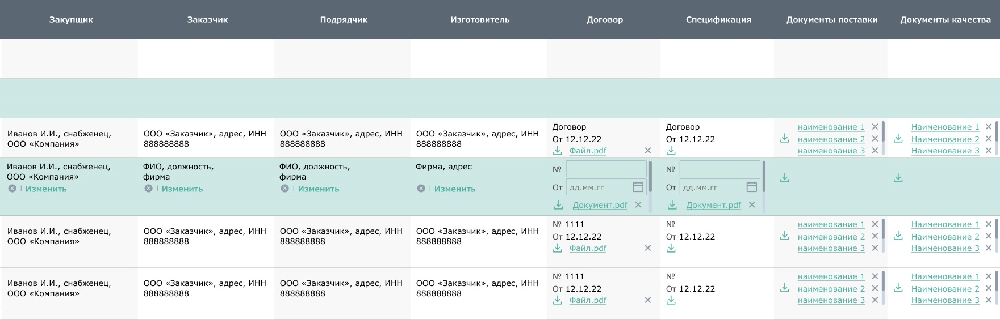 Закупщик Заказчик Подрядчик Изготовитель Договор Спецификация Документы поставки Документы качества
Иванов И.И., снабженец,
ООО «Компания»
ООО «Заказчик», адрес, ИНН
888888888
ООО «Заказчик», адрес, ИНН
888888888
ООО «Заказчик», адрес, ИНН
888888888
Договор
От 12.12.22
Файл.pdf
Договор
От 12.12.22
наименование 1
наименование 2
наименование 3
Наименование 1
Наименование 2
Наименование 3
Иванов И.И., снабженец,
ООО «Компания»
Изменить
ФИО, должность,
фирма
Изменить
ФИО, должность,
фирма
Изменить
Фирма, адрес
Изменить
№
От дд.мм.гг
Документ.pdf
№
От дд.мм.гг
Документ.pdf
Иванов И.И., снабженец,
ООО «Компания»
ООО «Заказчик», адрес, ИНН
888888888
ООО «Заказчик», адрес, ИНН
888888888
ООО «Заказчик», адрес, ИНН
888888888
№ 1111
От 12.12.22
Файл.pdf
№
От 12.12.22
наименование 1
наименование 2
наименование 3
Наименование 1
Наименование 2
Наименование 3
Иванов И.И., снабженец,
ООО «Компания»
ООО «Заказчик», адрес, ИНН
888888888
ООО «Заказчик», адрес, ИНН
888888888
ООО «Заказчик», адрес, ИНН
888888888
№ 1111
От 12.12.22
Файл.pdf
№
От 12.12.22
наименование 1
наименование 2
наименование 3
Наименование 1
Наименование 2
Наименование 3